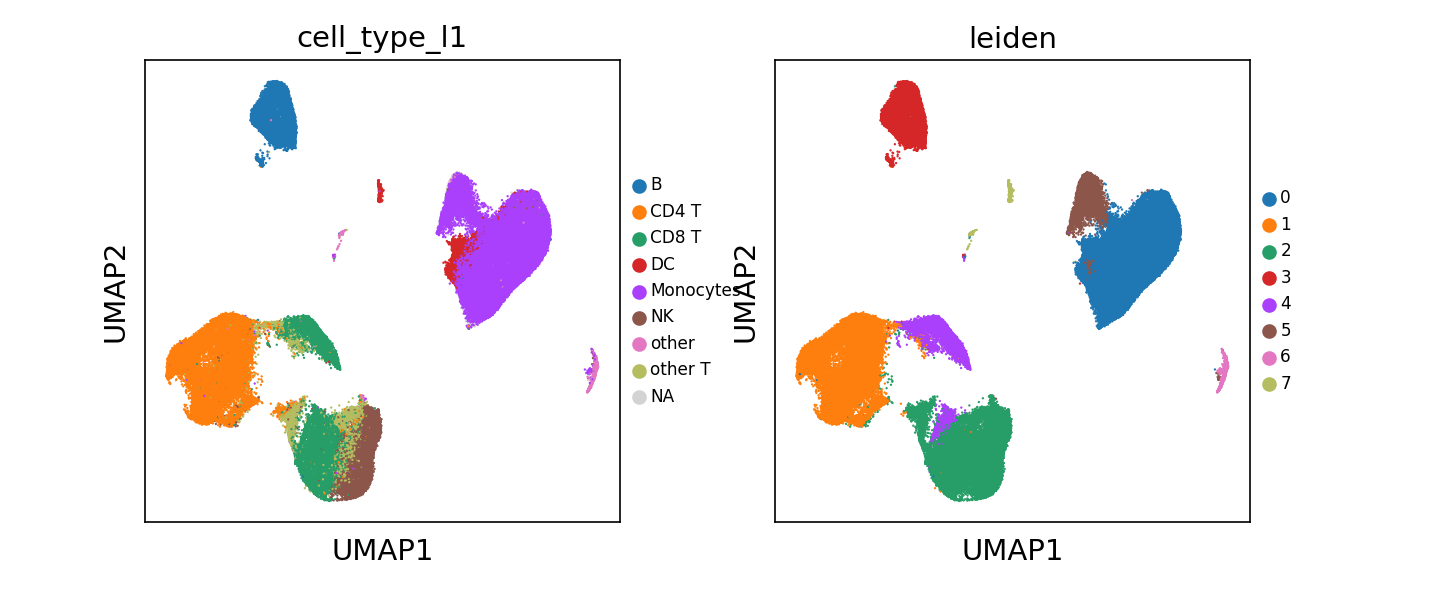 cell_type_l1
UMAP2
UMAP1
B
CD4 T
CD8 T
DC
Monocytes
NK
other
other T
NA
leiden
UMAP2
UMAP1
0
1
2
3
4
5
6
7